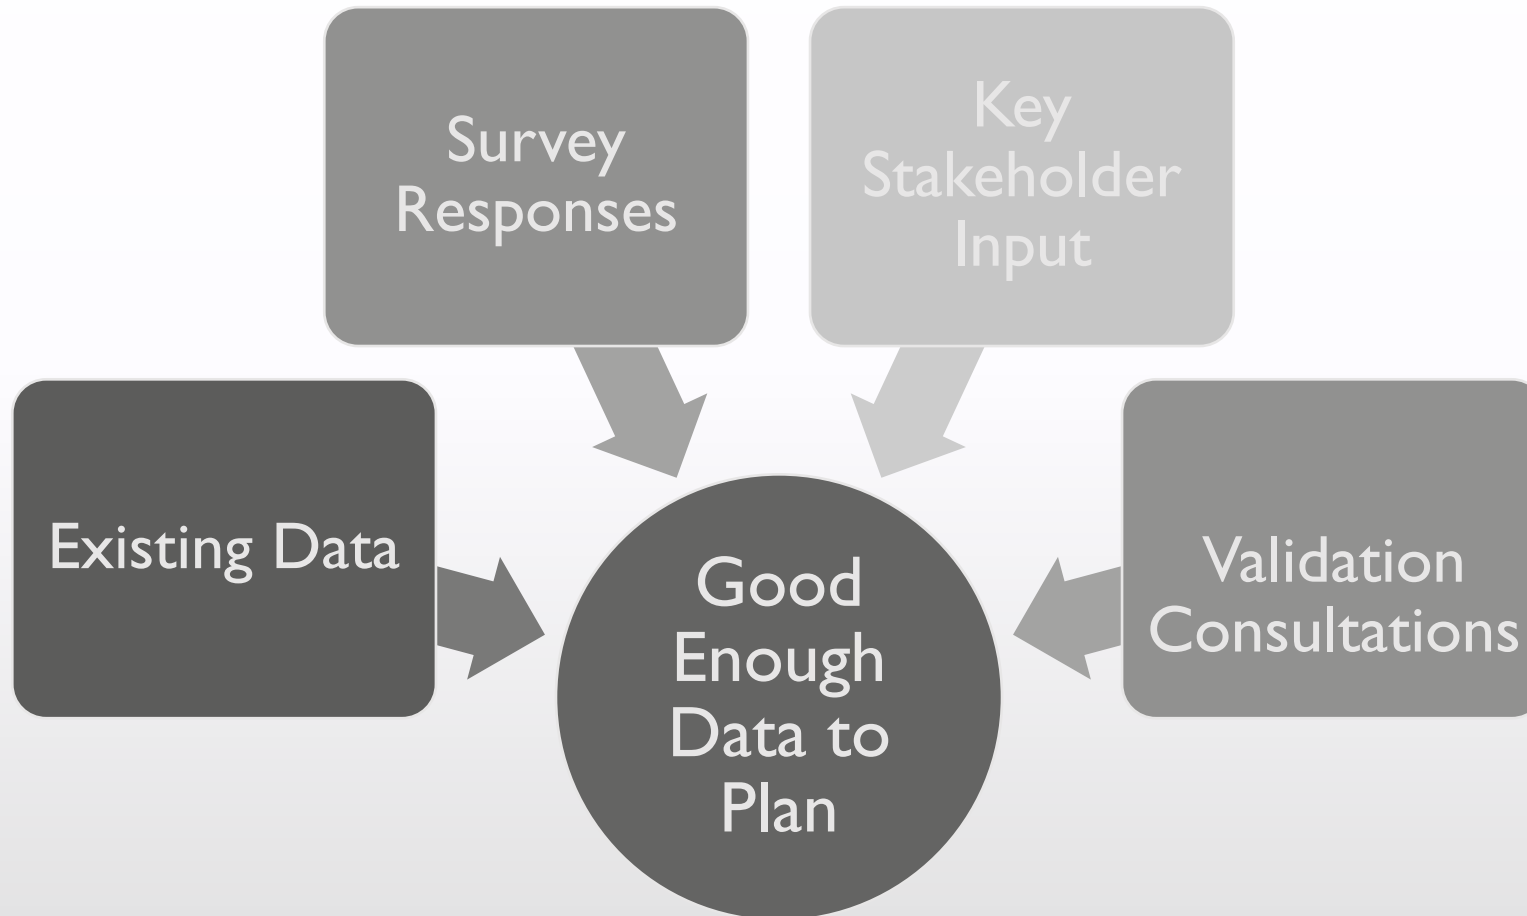 Survey
Responses
Key
Stakeholder
Input
Existing Data
Good
Enough
Data to
Plan
Validation
Consultations